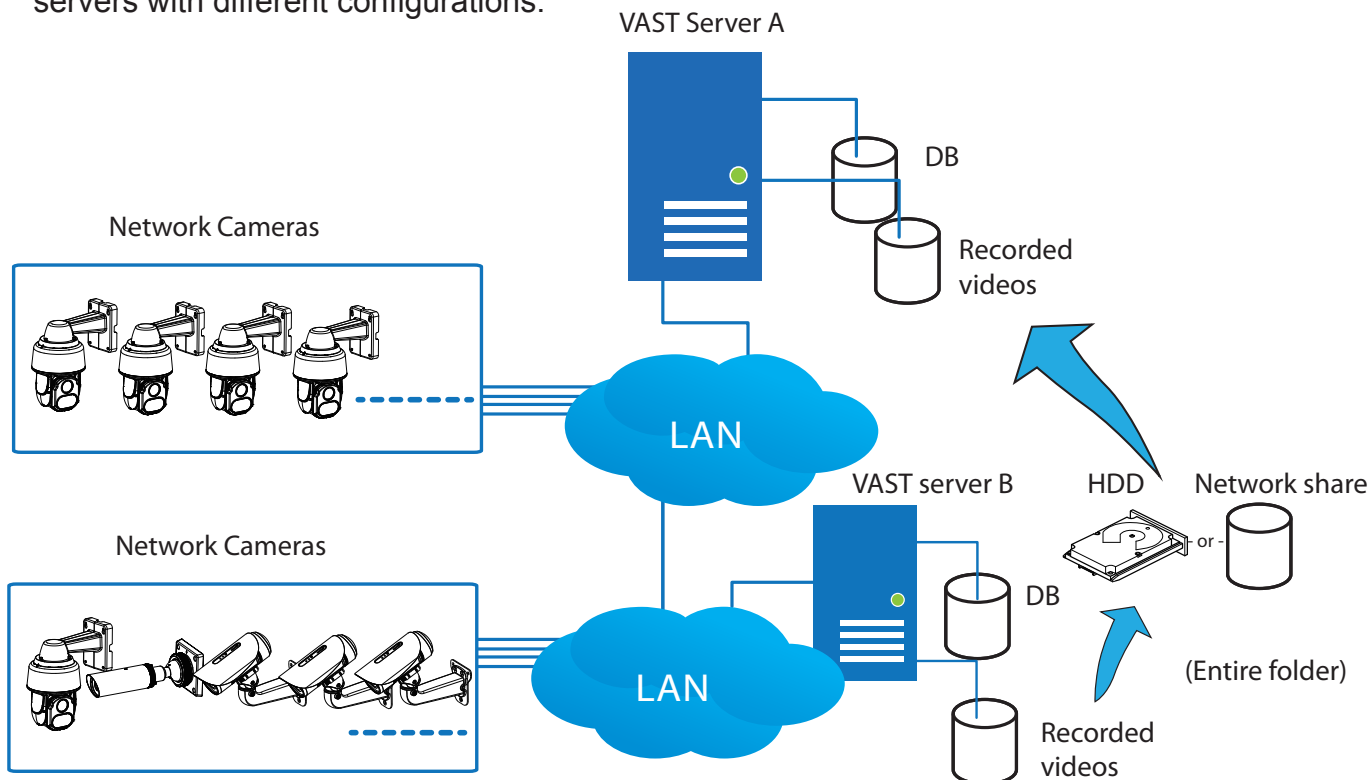 servers with different configurations.
VAST Server A
DB
Network Cameras
Recorded
videos
LAN
VAST server B
HDD
Network share
- or -
Network Cameras
DB
(Entire folder)
LAN
Recorded
videos